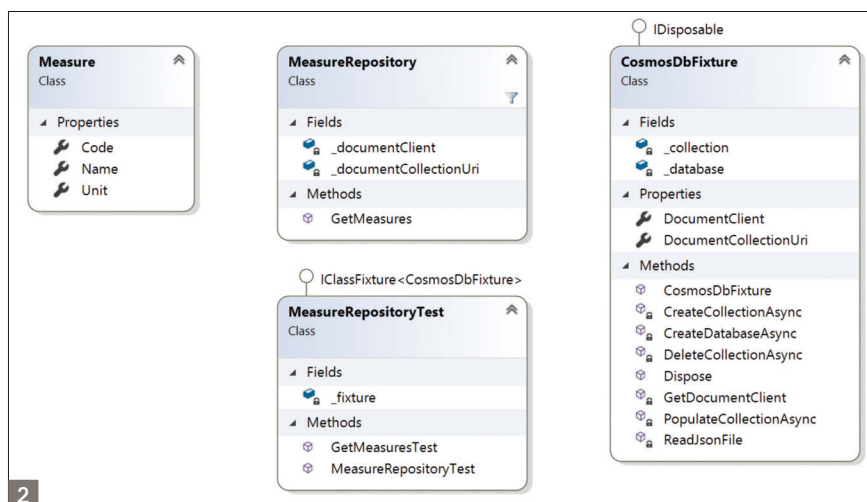 Measure
Class
Properties
Code
Name
Unit
MeasureRepository
Class
Fields
_documentClient
_documentCollectionUri
Methods
GetMeasures
IClassFixture<CosmosDbFixture>
MeasureRepositoryTest
Class
Fields
_fixture
Methods
GetMeasuresTest
MeasureRepositoryTest
IDisposable
CosmosDbFixture
Class
Fields
_collection
_database
Properties
DocumentClient
DocumentCollectionUri
Methods
CosmosDbFixture
CreateCollectionAsync
CreateDatabaseAsync
DeleteCollectionAsync
Dispose
GetDocumentClient
PopulateCollectionAsync
ReadJsonFile
2